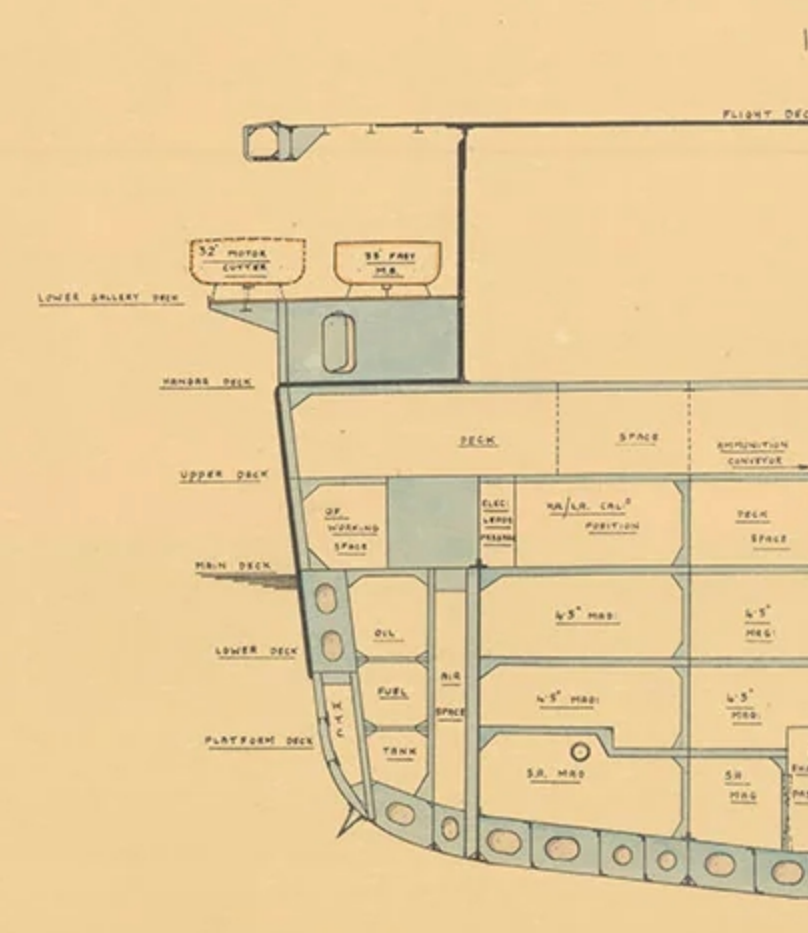 FLIGHT DEC
32' MOTOR
CUTTER
35' FAST
M.B.
LOWER GALLERY DECK
HANGAR DECK
DECK
SPACE
AMMUNITION
CONVEYOR
UPPER DECK
ELEC:
LEADS
PASSAGE
HA/LA. CAL:G
POSITION
DECK
SPACE
WORKING
SPACE
MAIN DECK
OIL
4·5" MAG:
4·5"
MAG:
LOWER DECK
AIR
SPACE
FUEL
4·5" MAG:
4·5"
MAG:
W
T
C
PLATFORM DECK
TANK
S.A. MAG
S.A.
MAG